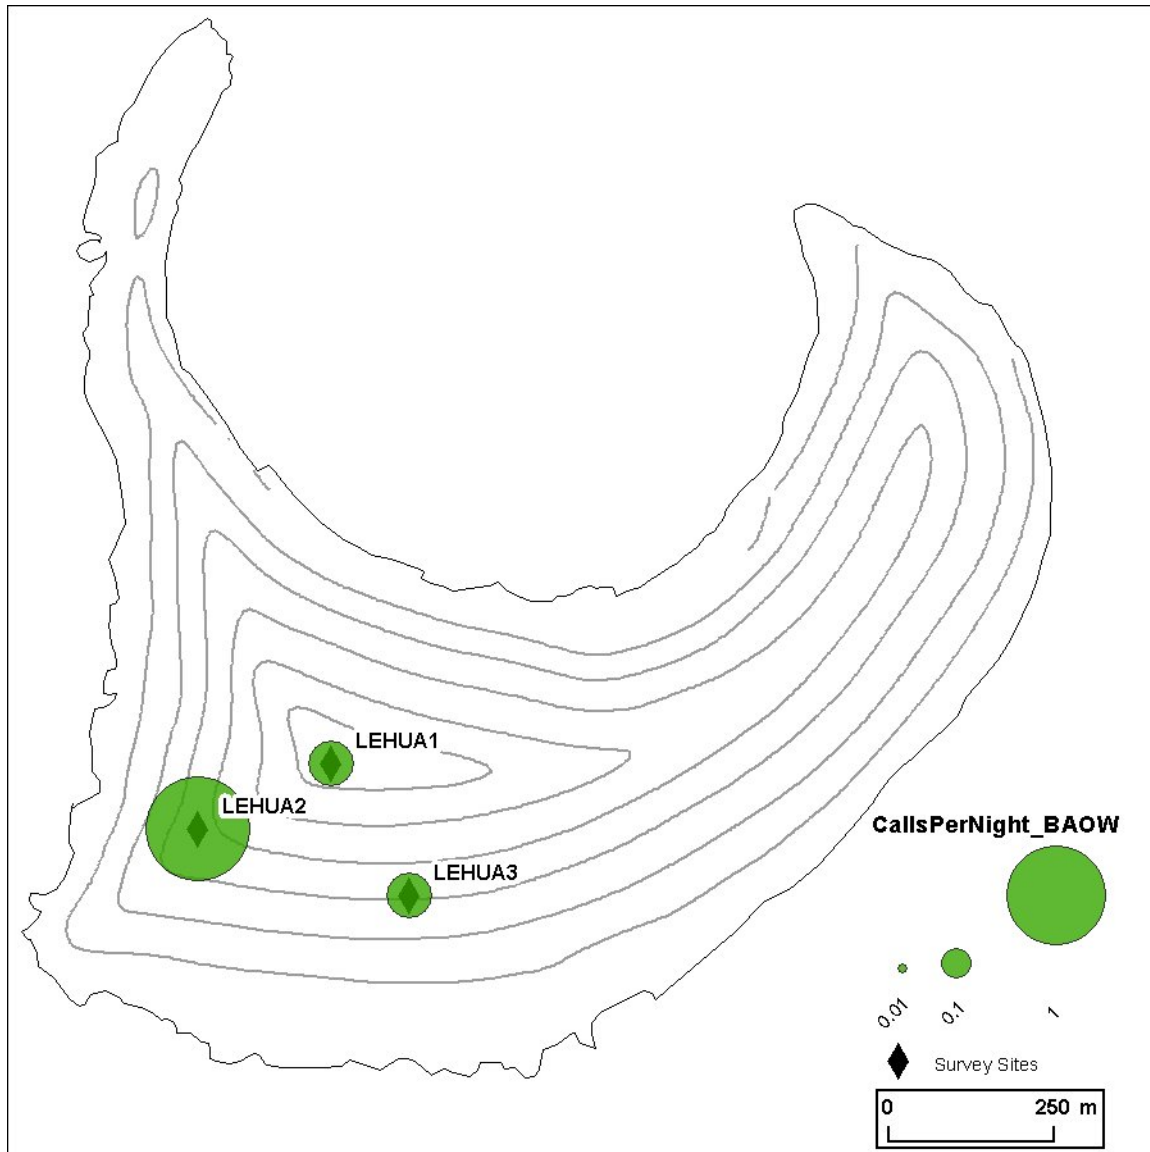 LEHUA1
LEHUA2
LEHUA3
CallsPerNight_BAOW
0.01 0.1 1
Survey Sites
0 250 m